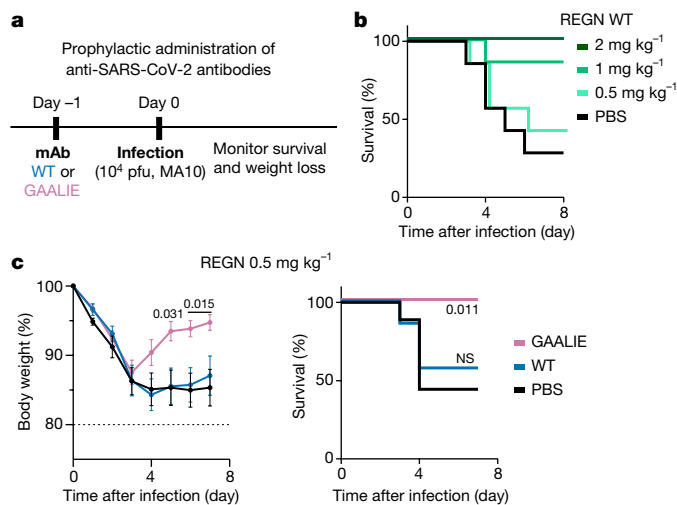 a
Prophylactic administration of
anti-SARS-CoV-2 antibodies
Day –1
Day 0
mAb
WT or
GAALIE
Infection
(10⁴ pfu, MA10)
Monitor survival
and weight loss
b
REGN WT
2 mg kg⁻¹
1 mg kg⁻¹
0.5 mg kg⁻¹
PBS
Survival (%)
100
50
0
0
4
8
Time after infection (day)
c
REGN 0.5 mg kg⁻¹
Body weight (%)
100
90
80
0.031
0.015
0
4
8
Time after infection (day)
Survival (%)
100
50
0
0.011
NS
0
4
8
Time after infection (day)
GAALIE
WT
PBS